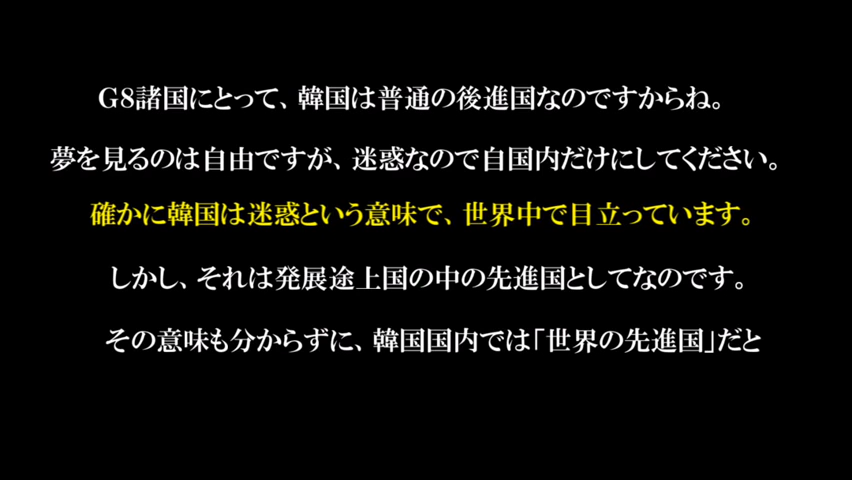 G8諸国にとって、韓国は普通の後進国なのですからね。
夢を見るのは自由ですが、迷惑なので自国内だけにしてください。
確かに韓国は迷惑という意味で、世界中で目立っています。
しかし、それは発展途上国の中の先進国としてなのです。
その意味も分からずに、韓国国内では「世界の先進国」だと